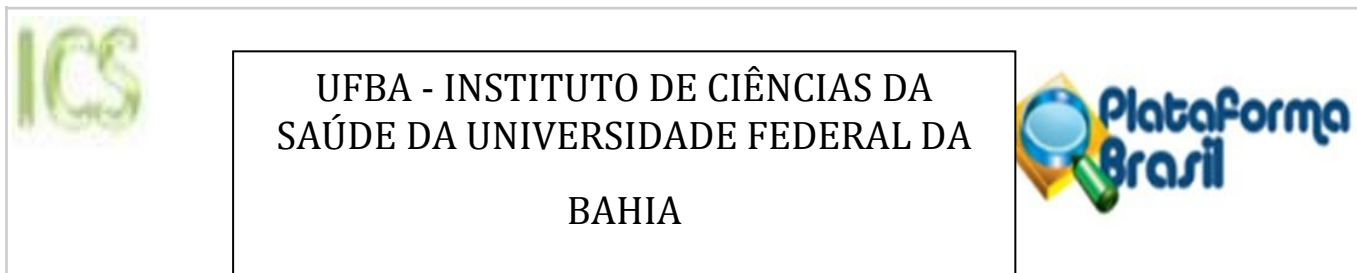 ICS
UFBA - INSTITUTO DE CIÊNCIAS DA
SAÚDE DA UNIVERSIDADE FEDERAL DA
BAHIA
Plataforma
Brasil